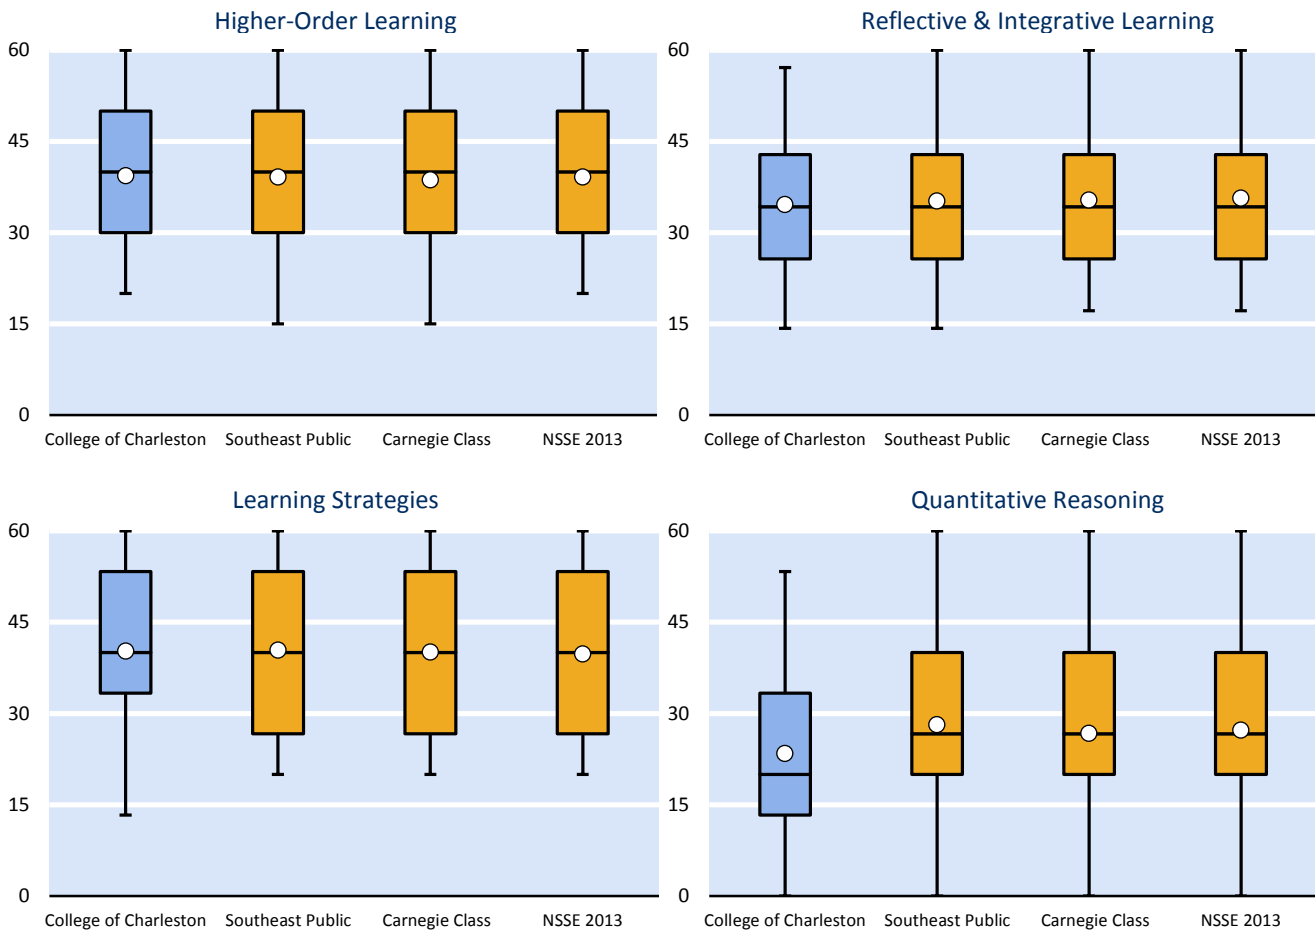 Higher-Order Learning
60
45
30
15
0
College of Charleston Southeast Public Carnegie Class NSSE 2013
Reflective & Integrative Learning
60
45
30
15
0
College of Charleston Southeast Public Carnegie Class NSSE 2013
Learning Strategies
60
45
30
15
0
College of Charleston Southeast Public Carnegie Class NSSE 2013
Quantitative Reasoning
60
45
30
15
0
College of Charleston Southeast Public Carnegie Class NSSE 2013